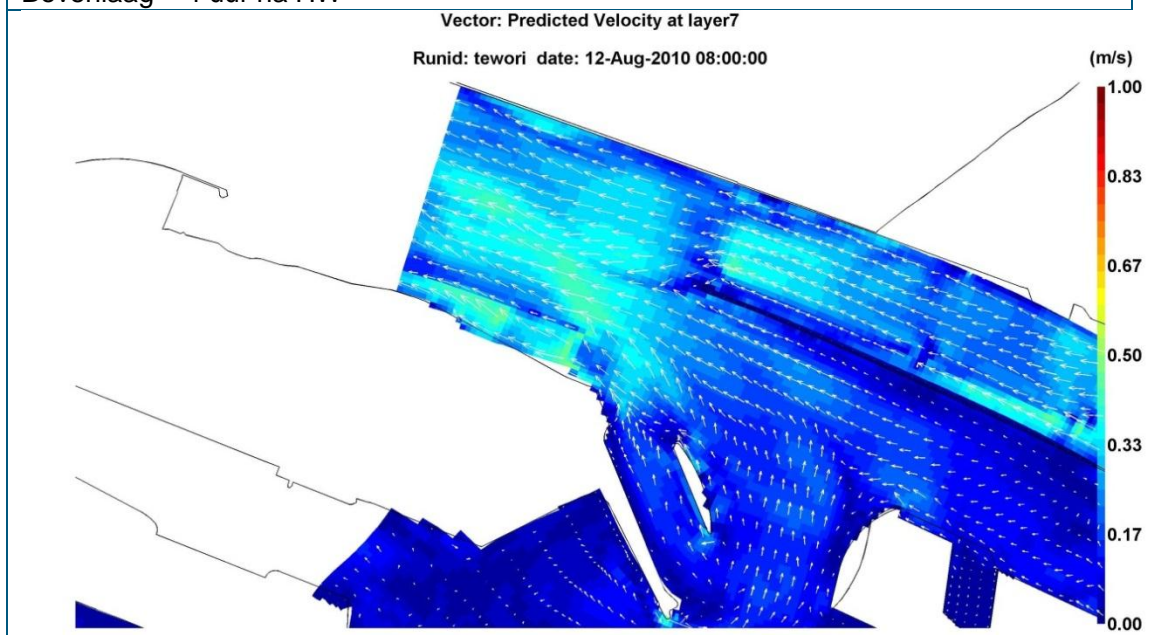 Vector: Predicted Velocity at layer7
Runid: tewori date: 12-Aug-2010 08:00:00
(m/s)
1.00
0.83
0.67
0.50
0.33
0.17
0.00